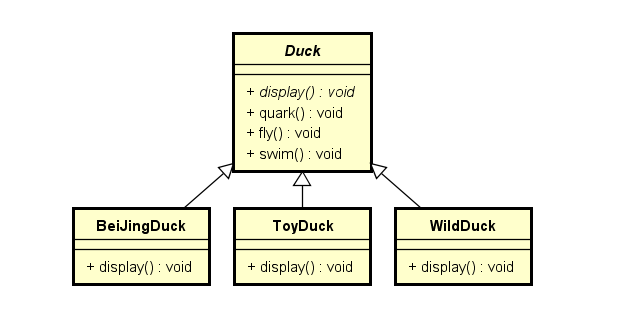 Duck
+ display() : void
+ quark() : void
+ fly() : void
+ swim() : void
BeiJingDuck
+ display() : void
ToyDuck
+ display() : void
WildDuck
+ display() : void